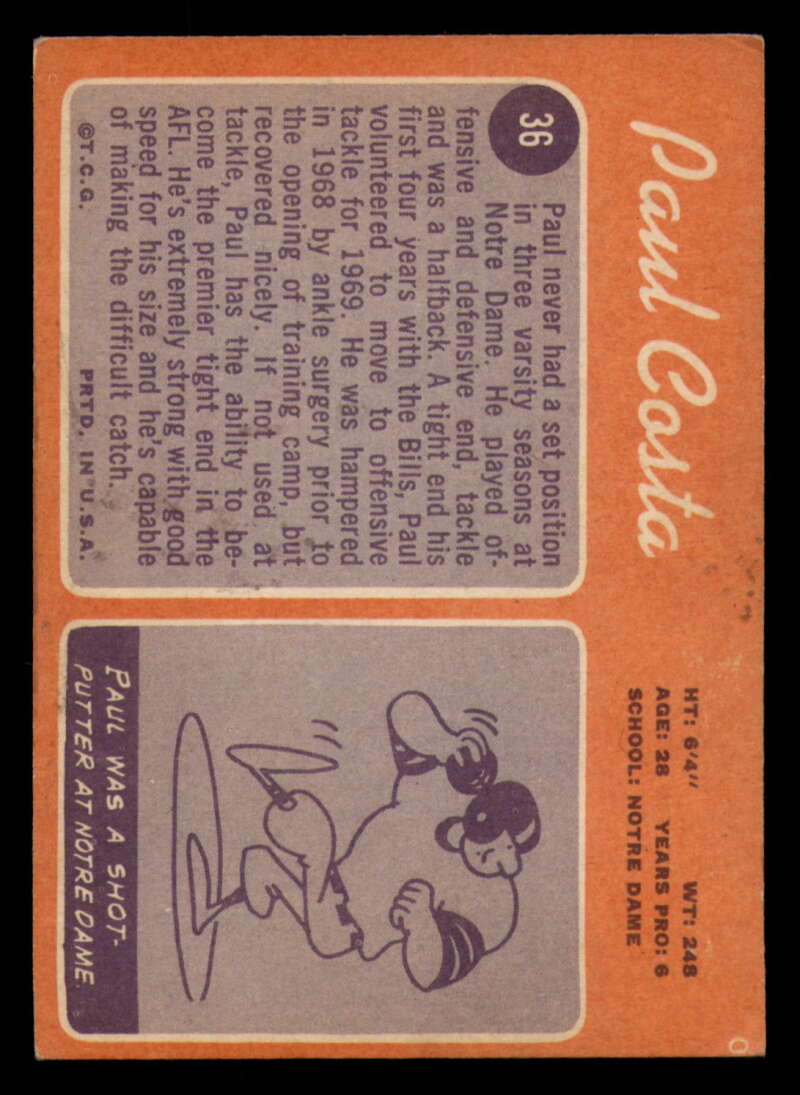 Paul Costa
HT: 6'4" WT: 248
AGE: 28 YEARS PRO: 6
SCHOOL: NOTRE DAME
36
Paul never had a set position
in three varsity seasons at
Notre Dame. He played of-
fensive and defensive end, tackle
and was a halfback. A tight end his
first four years with the Bills, Paul
volunteered to move to offensive
tackle for 1969. He was hampered
in 1968 by ankle surgery prior to
the opening of training camp, but
recovered nicely. If not used at
tackle, Paul has the ability to be-
come the premier tight end in the
AFL. He's extremely strong with good
speed for his size and he's capable
of making the difficult catch.
©T.C.G. PRTD. IN U.S.A.
PAUL WAS A SHOT-
PUTTER AT NOTRE DAME.
D